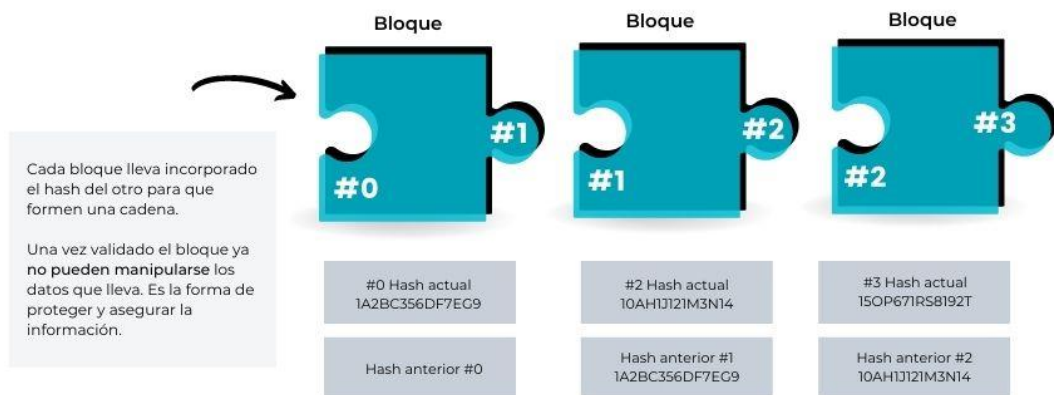 Bloque
Bloque
Bloque
#1
#0
#2
#1
#3
#2
Cada bloque lleva incorporado
el hash del otro para que
formen una cadena.
Una vez validado el bloque ya
no pueden manipularse los
datos que lleva. Es la forma de
proteger y asegurar la
información.
#0 Hash actual
1A2BC356DF7EG9
#2 Hash actual
10AH1J121M3N14
#3 Hash actual
15OP671RS8192T
Hash anterior #0
Hash anterior #1
1A2BC356DF7EG9
Hash anterior #2
10AH1J121M3N14